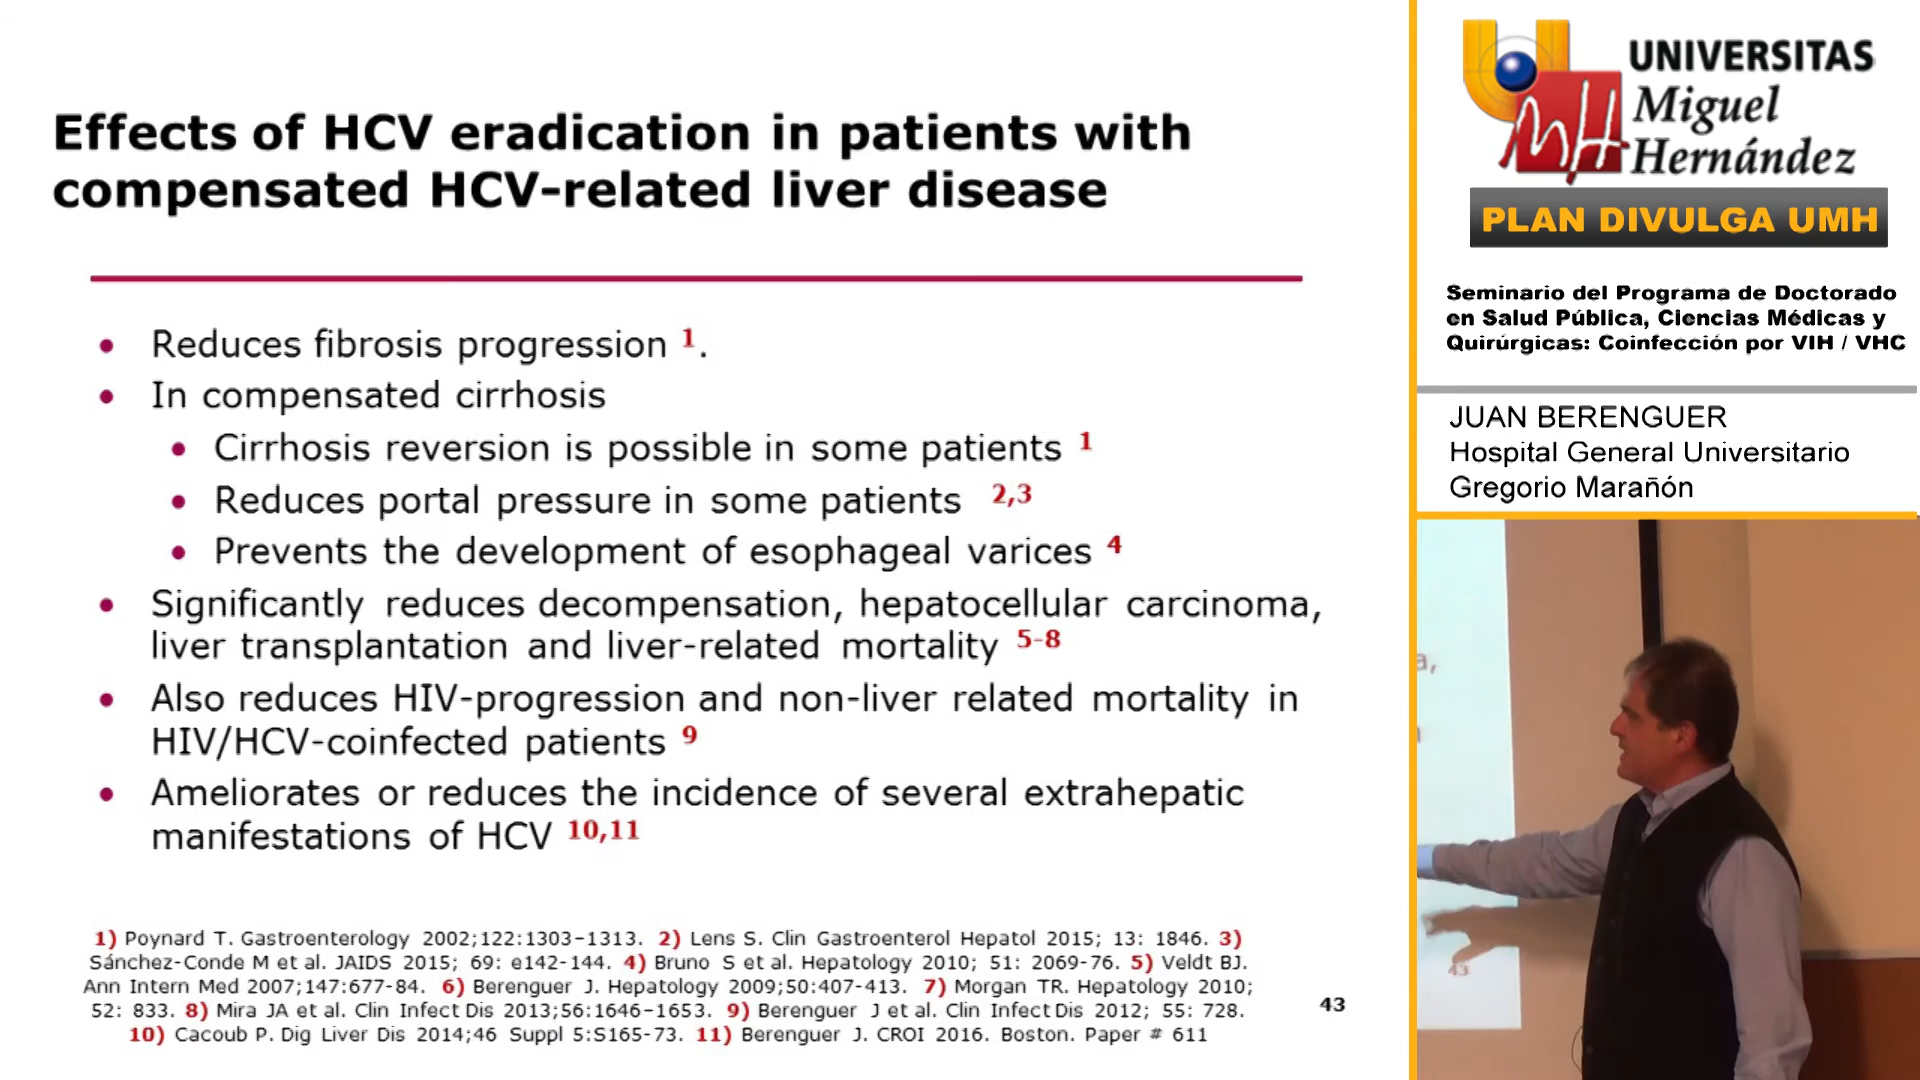 Effects of HCV eradication in patients with
compensated HCV-related liver disease
• Reduces fibrosis progression 1.
• In compensated cirrhosis
• Cirrhosis reversion is possible in some patients 1
• Reduces portal pressure in some patients 2,3
• Prevents the development of esophageal varices 4
• Significantly reduces decompensation, hepatocellular carcinoma,
liver transplantation and liver-related mortality 5-8
• Also reduces HIV-progression and non-liver related mortality in
HIV/HCV-coinfected patients 9
• Ameliorates or reduces the incidence of several extrahepatic
manifestations of HCV 10,11
1) Poynard T. Gastroenterology 2002;122:1303–1313. 2) Lens S. Clin Gastroenterol Hepatol 2015; 13: 1846. 3)
Sánchez-Conde M et al. JAIDS 2015; 69: e142-144. 4) Bruno S et al. Hepatology 2010; 51: 2069-76. 5) Veldt BJ.
Ann Intern Med 2007;147:677-84. 6) Berenguer J. Hepatology 2009;50:407-413. 7) Morgan TR. Hepatology 2010;
52: 833. 8) Mira JA et al. Clin Infect Dis 2013;56:1646–1653. 9) Berenguer J et al. Clin Infect Dis 2012; 55: 728.
10) Cacoub P. Dig Liver Dis 2014;46 Suppl 5:S165-73. 11) Berenguer J. CROI 2016. Boston. Paper # 611
43
UMH
UNIVERSITAS
Miguel
Hernández
PLAN DIVULGA UMH
Seminario del Programa de Doctorado
en Salud Pública, Ciencias Médicas y
Quirúrgicas: Coinfección por VIH / VHC
JUAN BERENGUER
Hospital General Universitario
Gregorio Marañón
a,
n
43